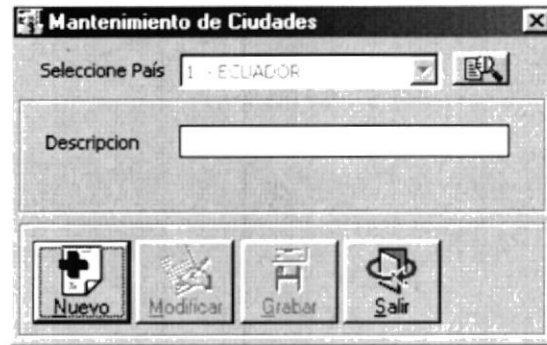 Mantenimiento de Ciudades
Seleccione País 1 - ECUADOR
Descripcion
Nuevo Modificar Grabar Salir